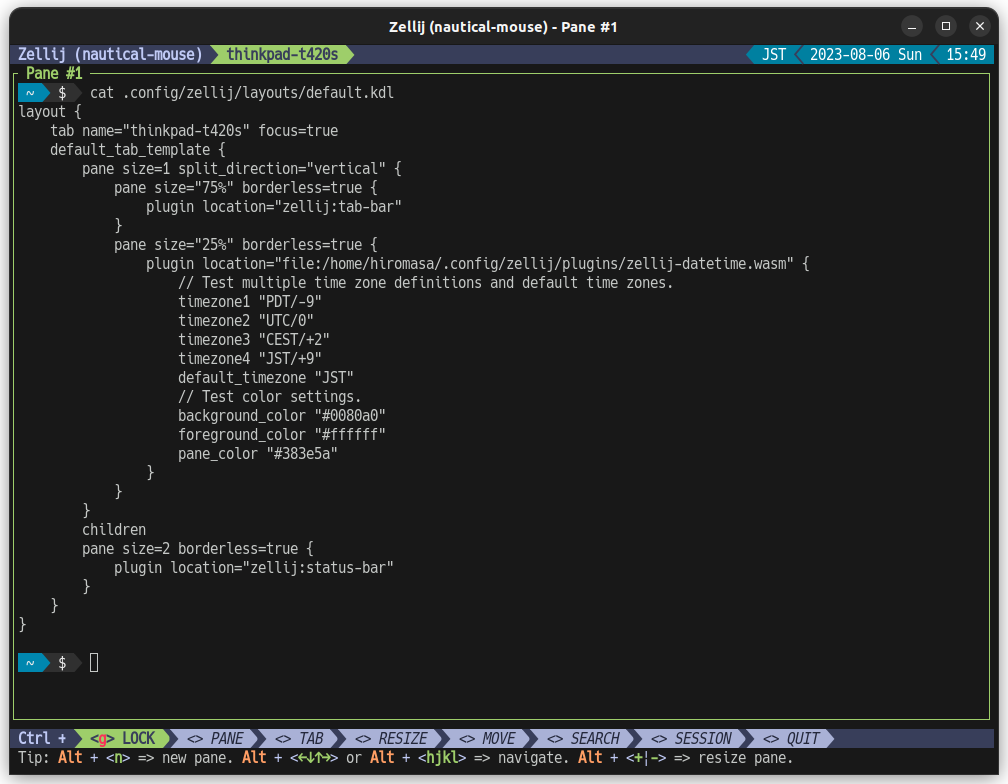 Zellij (nautical-mouse) - Pane #1
Zellij (nautical-mouse) thinkpad-t420s JST 2023-08-06 Sun 15:49
Pane #1
~ $ cat .config/zellij/layouts/default.kdl
layout {
    tab name="thinkpad-t420s" focus=true
    default_tab_template {
        pane size=1 split_direction="vertical" {
            pane size="75%" borderless=true {
                plugin location="zellij:tab-bar"
            }
            pane size="25%" borderless=true {
                plugin location="file:/home/hiromasa/.config/zellij/plugins/zellij-datetime.wasm" {
                    // Test multiple time zone definitions and default time zones.
                    timezone1 "PDT/-9"
                    timezone2 "UTC/0"
                    timezone3 "CEST/+2"
                    timezone4 "JST/+9"
                    default_timezone "JST"
                    // Test color settings.
                    background_color "#0080a0"
                    foreground_color "#ffffff"
                    pane_color "#383e5a"
                }
            }
        }
        children
        pane size=2 borderless=true {
            plugin location="zellij:status-bar"
        }
    }
}
~ $
Ctrl + <g> LOCK <> PANE <> TAB <> RESIZE <> MOVE <> SEARCH <> SESSION <> QUIT
Tip: Alt + <n> => new pane. Alt + <←↓↑→> or Alt + <hjkl> => navigate. Alt + <+|-> => resize pane.